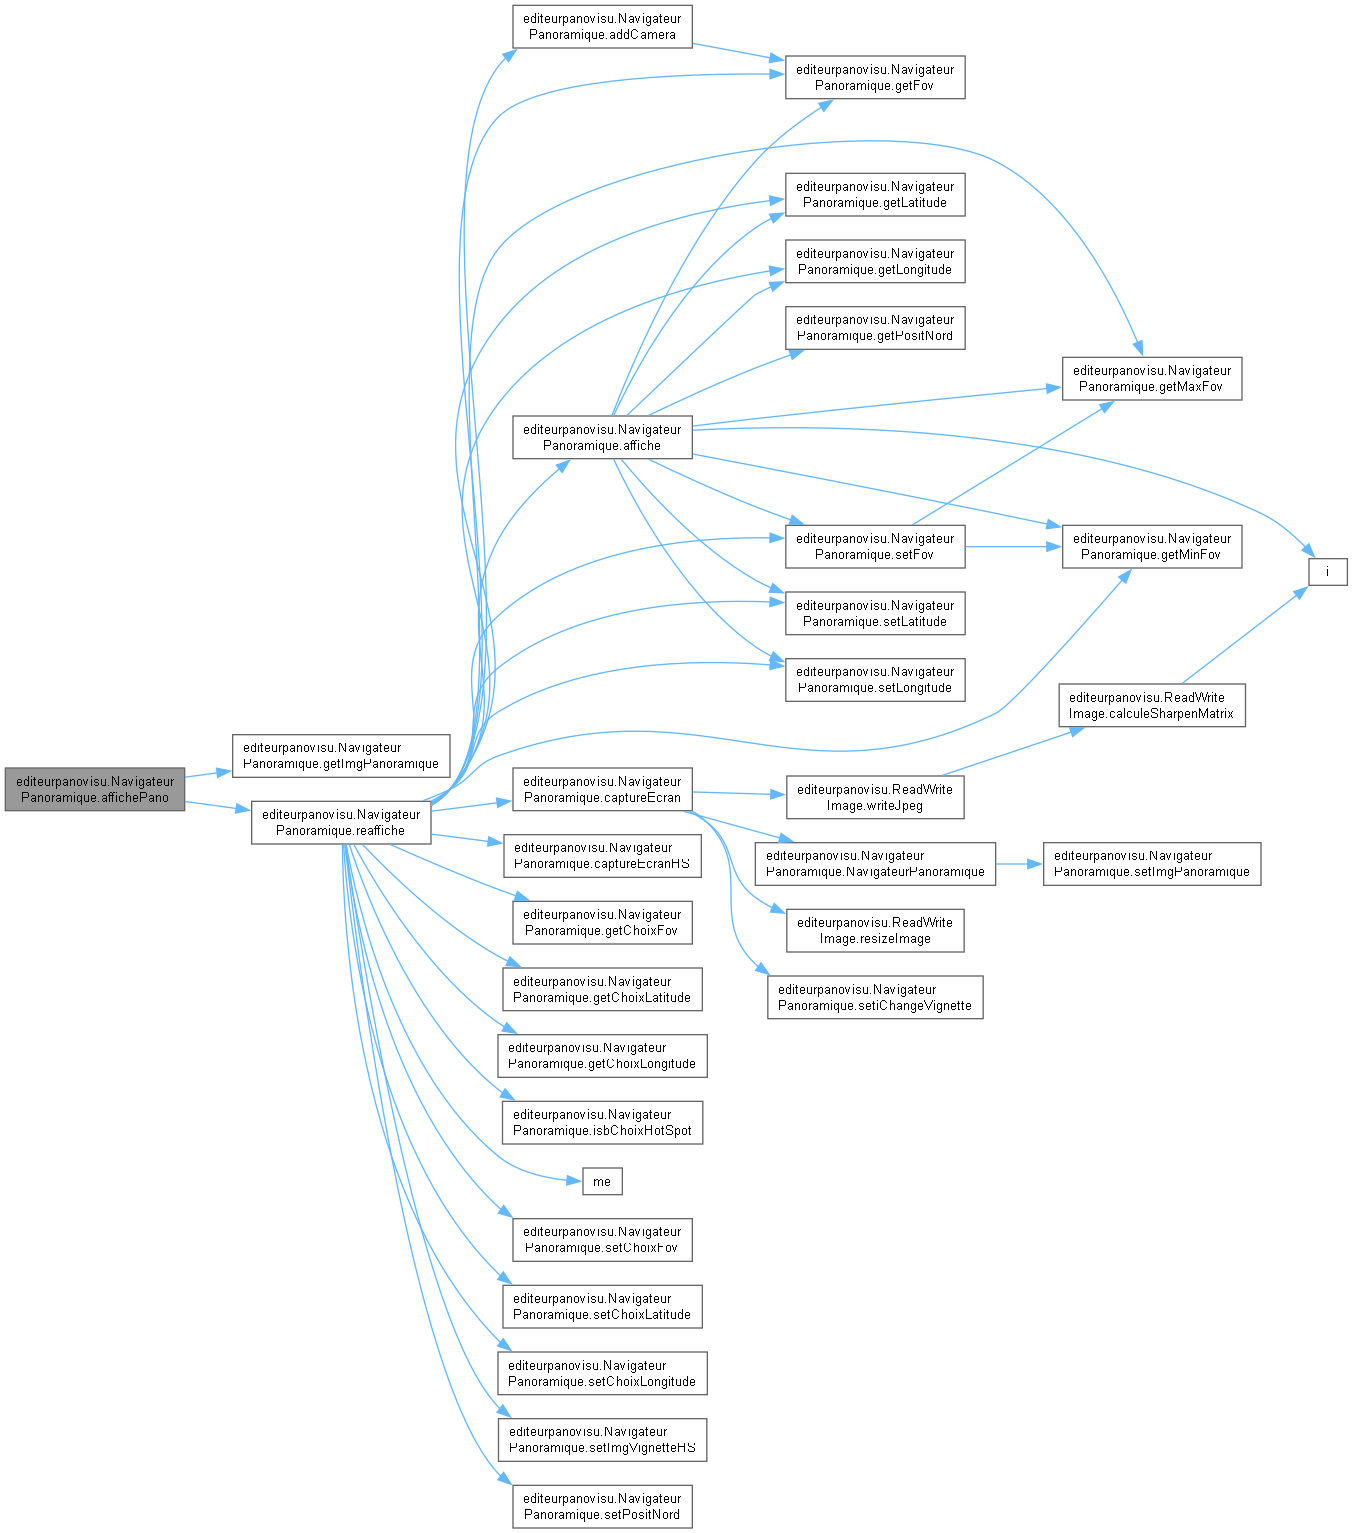 editeurpanovisu.Navigateur
Panoramique.affichePano
editeurpanovisu.Navigateur
Panoramique.getImgPanoramique
editeurpanovisu.Navigateur
Panoramique.reaffiche
editeurpanovisu.Navigateur
Panoramique.addCamera
editeurpanovisu.Navigateur
Panoramique.getFov
editeurpanovisu.Navigateur
Panoramique.getLatitude
editeurpanovisu.Navigateur
Panoramique.getLongitude
editeurpanovisu.Navigateur
Panoramique.getPositNord
editeurpanovisu.Navigateur
Panoramique.getMaxFov
editeurpanovisu.Navigateur
Panoramique.affiche
editeurpanovisu.Navigateur
Panoramique.setFov
editeurpanovisu.Navigateur
Panoramique.getMinFov
i
editeurpanovisu.Navigateur
Panoramique.setLatitude
editeurpanovisu.Navigateur
Panoramique.setLongitude
editeurpanovisu.ReadWrite
Image.calculeSharpenMatrix
editeurpanovisu.Navigateur
Panoramique.captureEcran
editeurpanovisu.ReadWrite
Image.writeJpeg
editeurpanovisu.Navigateur
Panoramique.captureEcranHS
editeurpanovisu.Navigateur
Panoramique.NavigateurPanoramique
editeurpanovisu.Navigateur
Panoramique.setImgPanoramique
editeurpanovisu.Navigateur
Panoramique.getChoixFov
editeurpanovisu.ReadWrite
Image.resizeImage
editeurpanovisu.Navigateur
Panoramique.getChoixLatitude
editeurpanovisu.Navigateur
Panoramique.setiChangeVignette
editeurpanovisu.Navigateur
Panoramique.getChoixLongitude
editeurpanovisu.Navigateur
Panoramique.isbChoixHotSpot
me
editeurpanovisu.Navigateur
Panoramique.setChoixFov
editeurpanovisu.Navigateur
Panoramique.setChoixLatitude
editeurpanovisu.Navigateur
Panoramique.setChoixLongitude
editeurpanovisu.Navigateur
Panoramique.setImgVignetteHS
editeurpanovisu.Navigateur
Panoramique.setPositNord